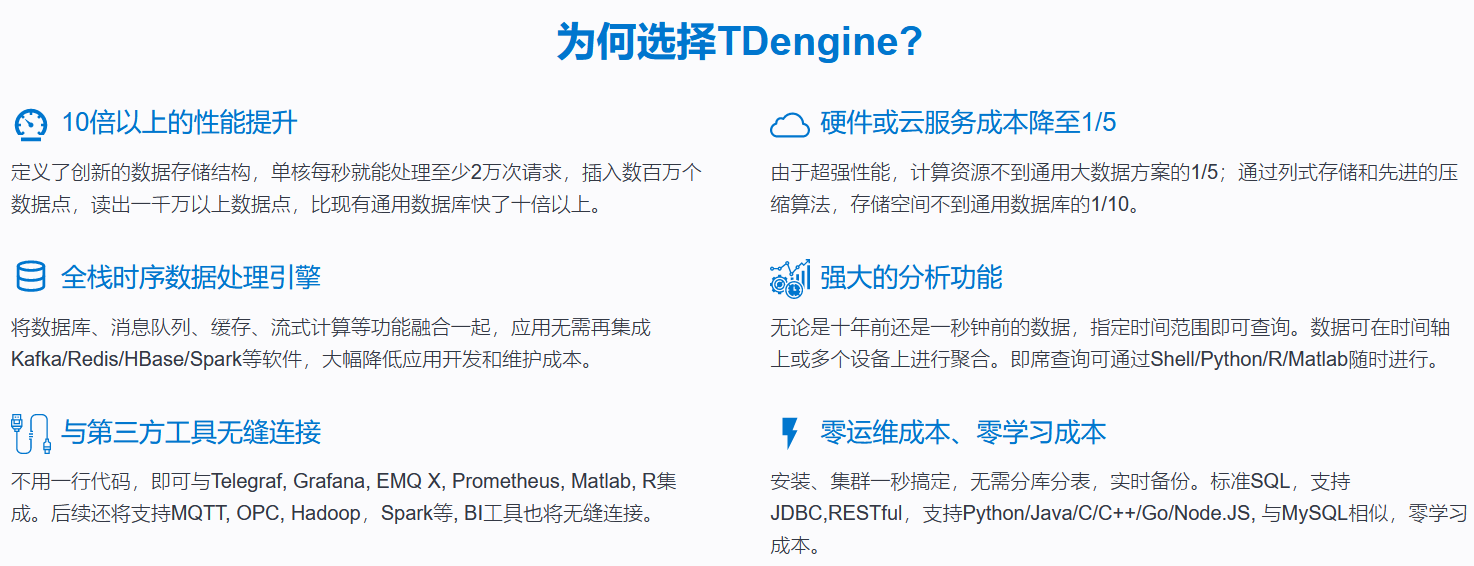 为何选择TDengine?
10倍以上的性能提升
定义了创新的数据存储结构，单核每秒就能处理至少2万次请求，插入数百万个
数据点，读出一千万以上数据点，比现有通用数据库快了十倍以上。
硬件或云服务成本降至1/5
由于超强性能，计算资源不到通用大数据方案的1/5；通过列式存储和先进的压
缩算法，存储空间不到通用数据库的1/10。
全栈时序数据处理引擎
将数据库、消息队列、缓存、流式计算等功能融合一起，应用无需再集成
Kafka/Redis/HBase/Spark等软件，大幅降低应用开发和维护成本。
强大的分析功能
无论是十年前还是一秒钟前的数据，指定时间范围即可查询。数据可在时间轴
上或多个设备上进行聚合。即席查询可通过Shell/Python/R/Matlab随时进行。
与第三方工具无缝连接
不用一行代码，即可与Telegraf, Grafana, EMQ X, Prometheus, Matlab, R集
成。后续还将支持MQTT, OPC, Hadoop，Spark等, BI工具也将无缝连接。
零运维成本、零学习成本
安装、集群一秒搞定，无需分库分表，实时备份。标准SQL，支持
JDBC,RESTful，支持Python/Java/C/C++/Go/Node.JS, 与MySQL相似，零学习
成本。